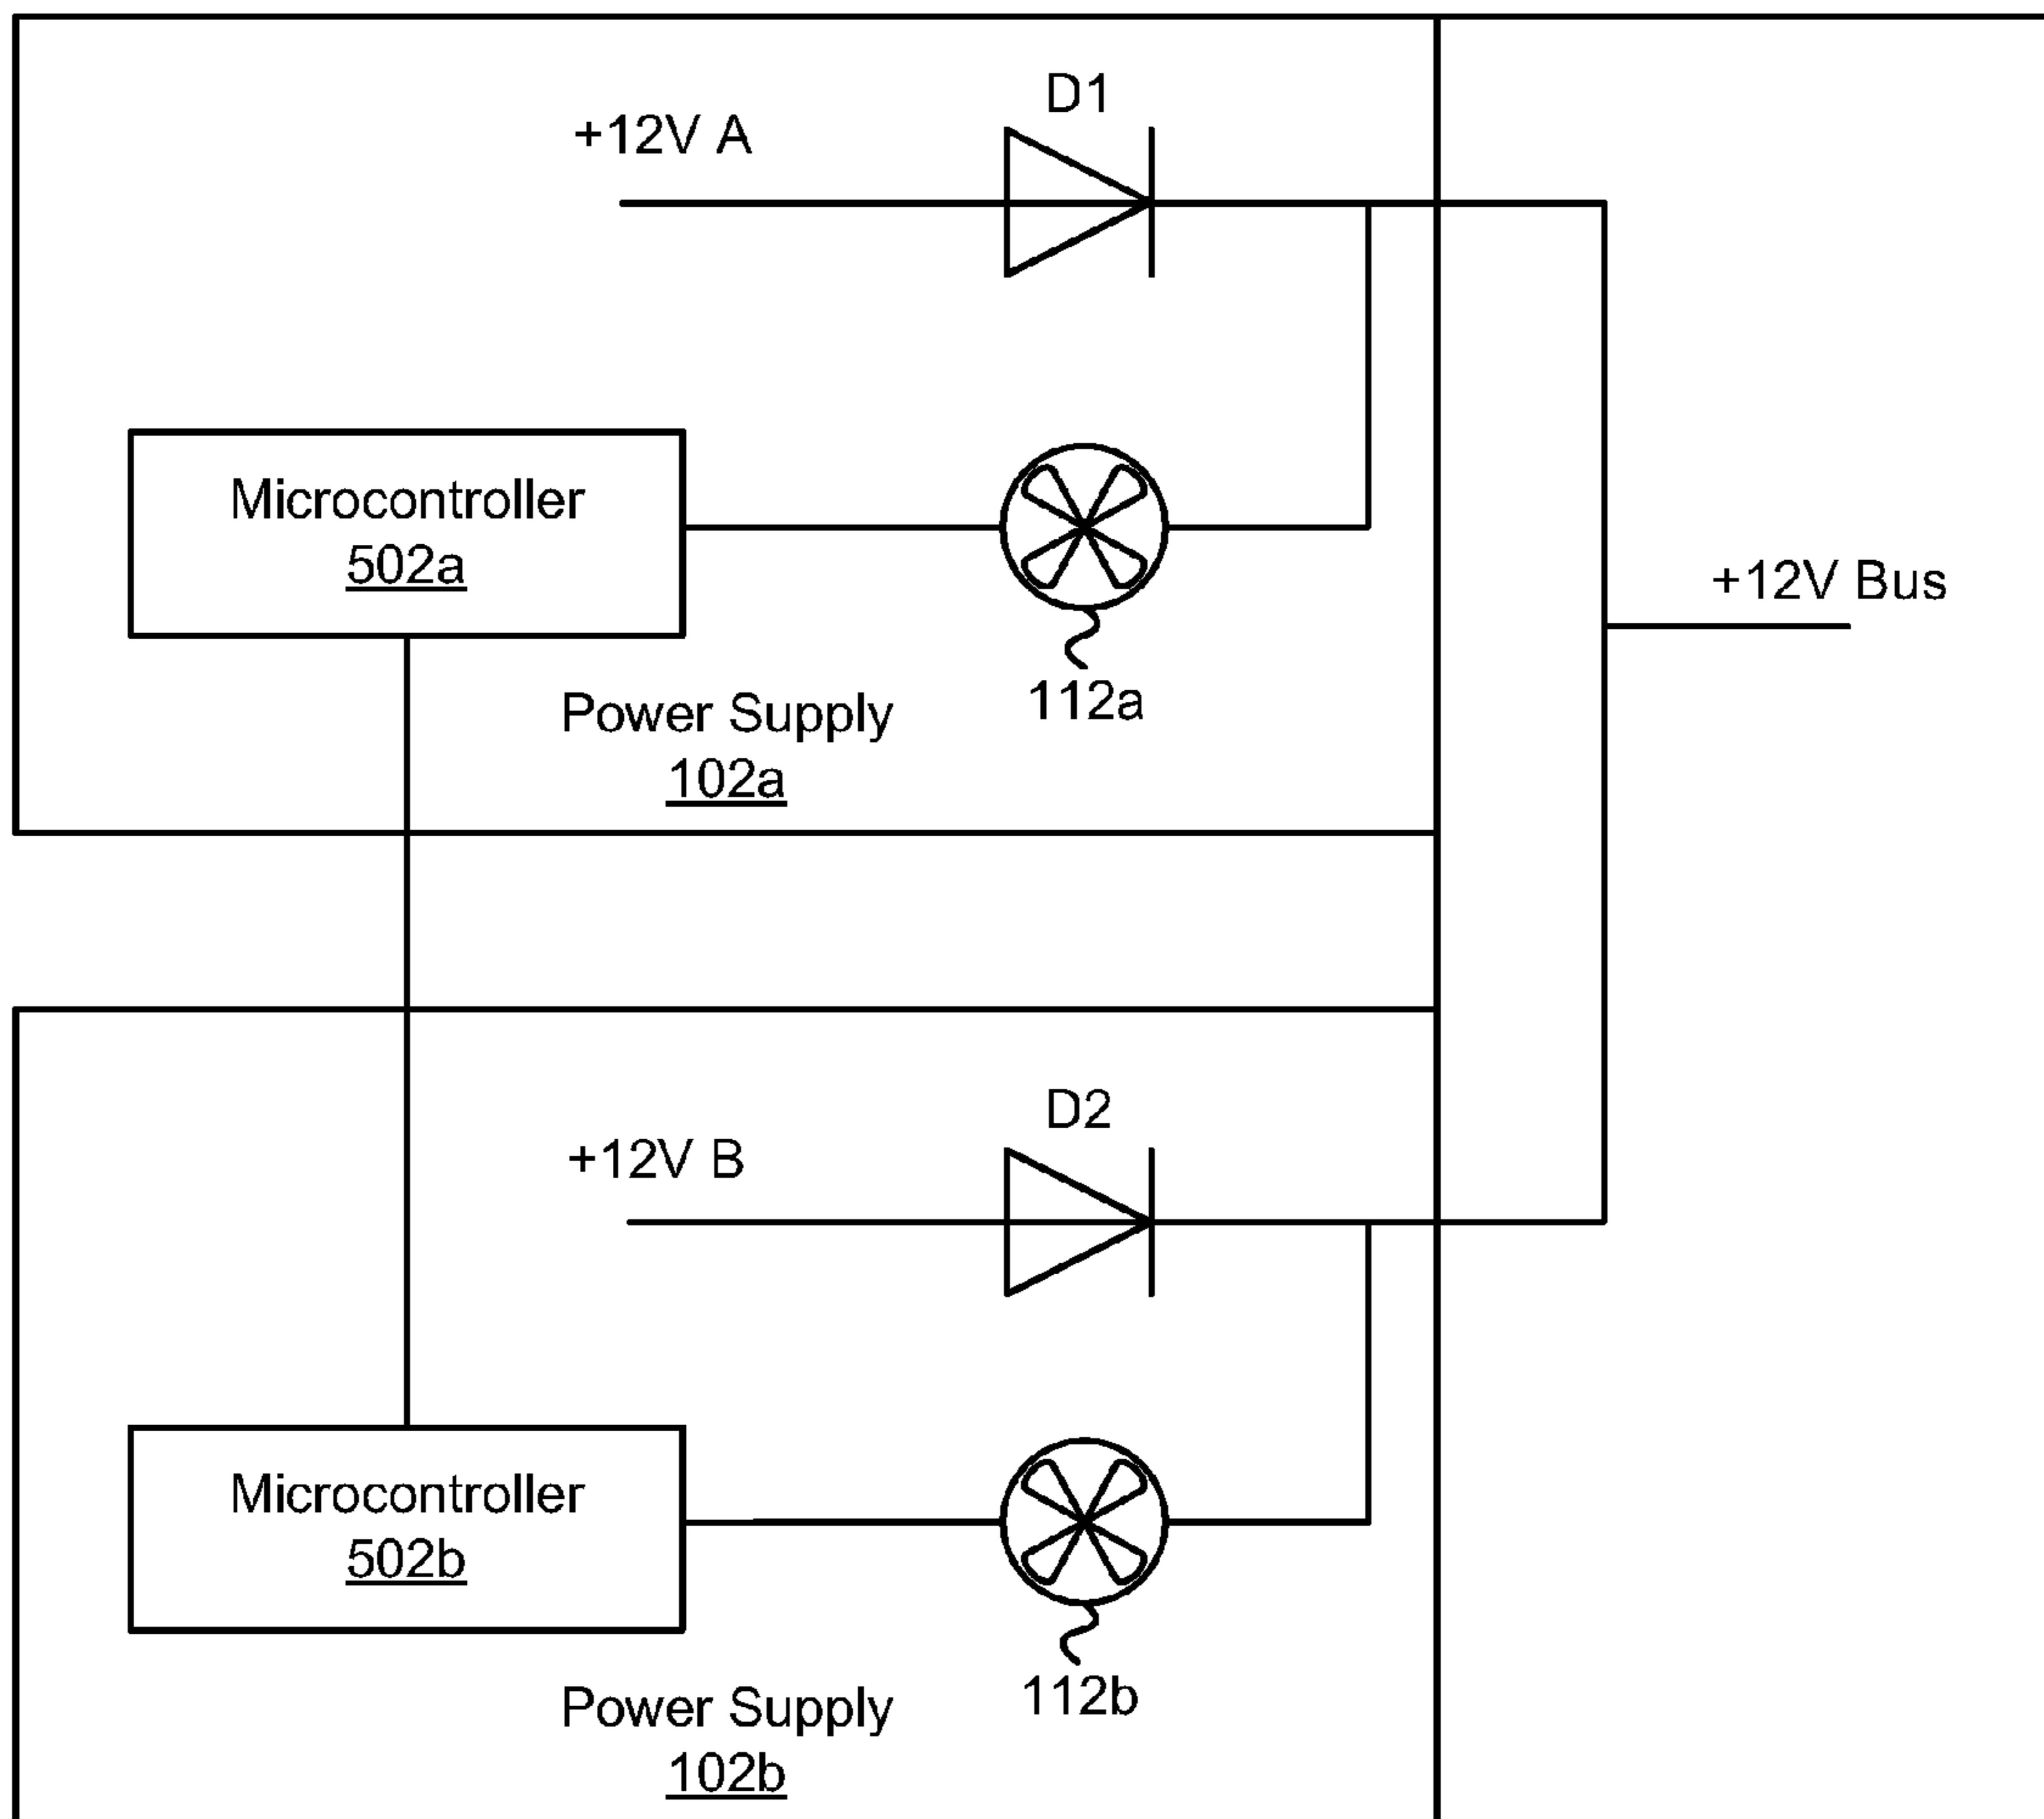 D1
+12V A
Microcontroller
502a
+12V Bus
112a
Power Supply
102a
D2
+12V B
Microcontroller
502b
112b
Power Supply
102b